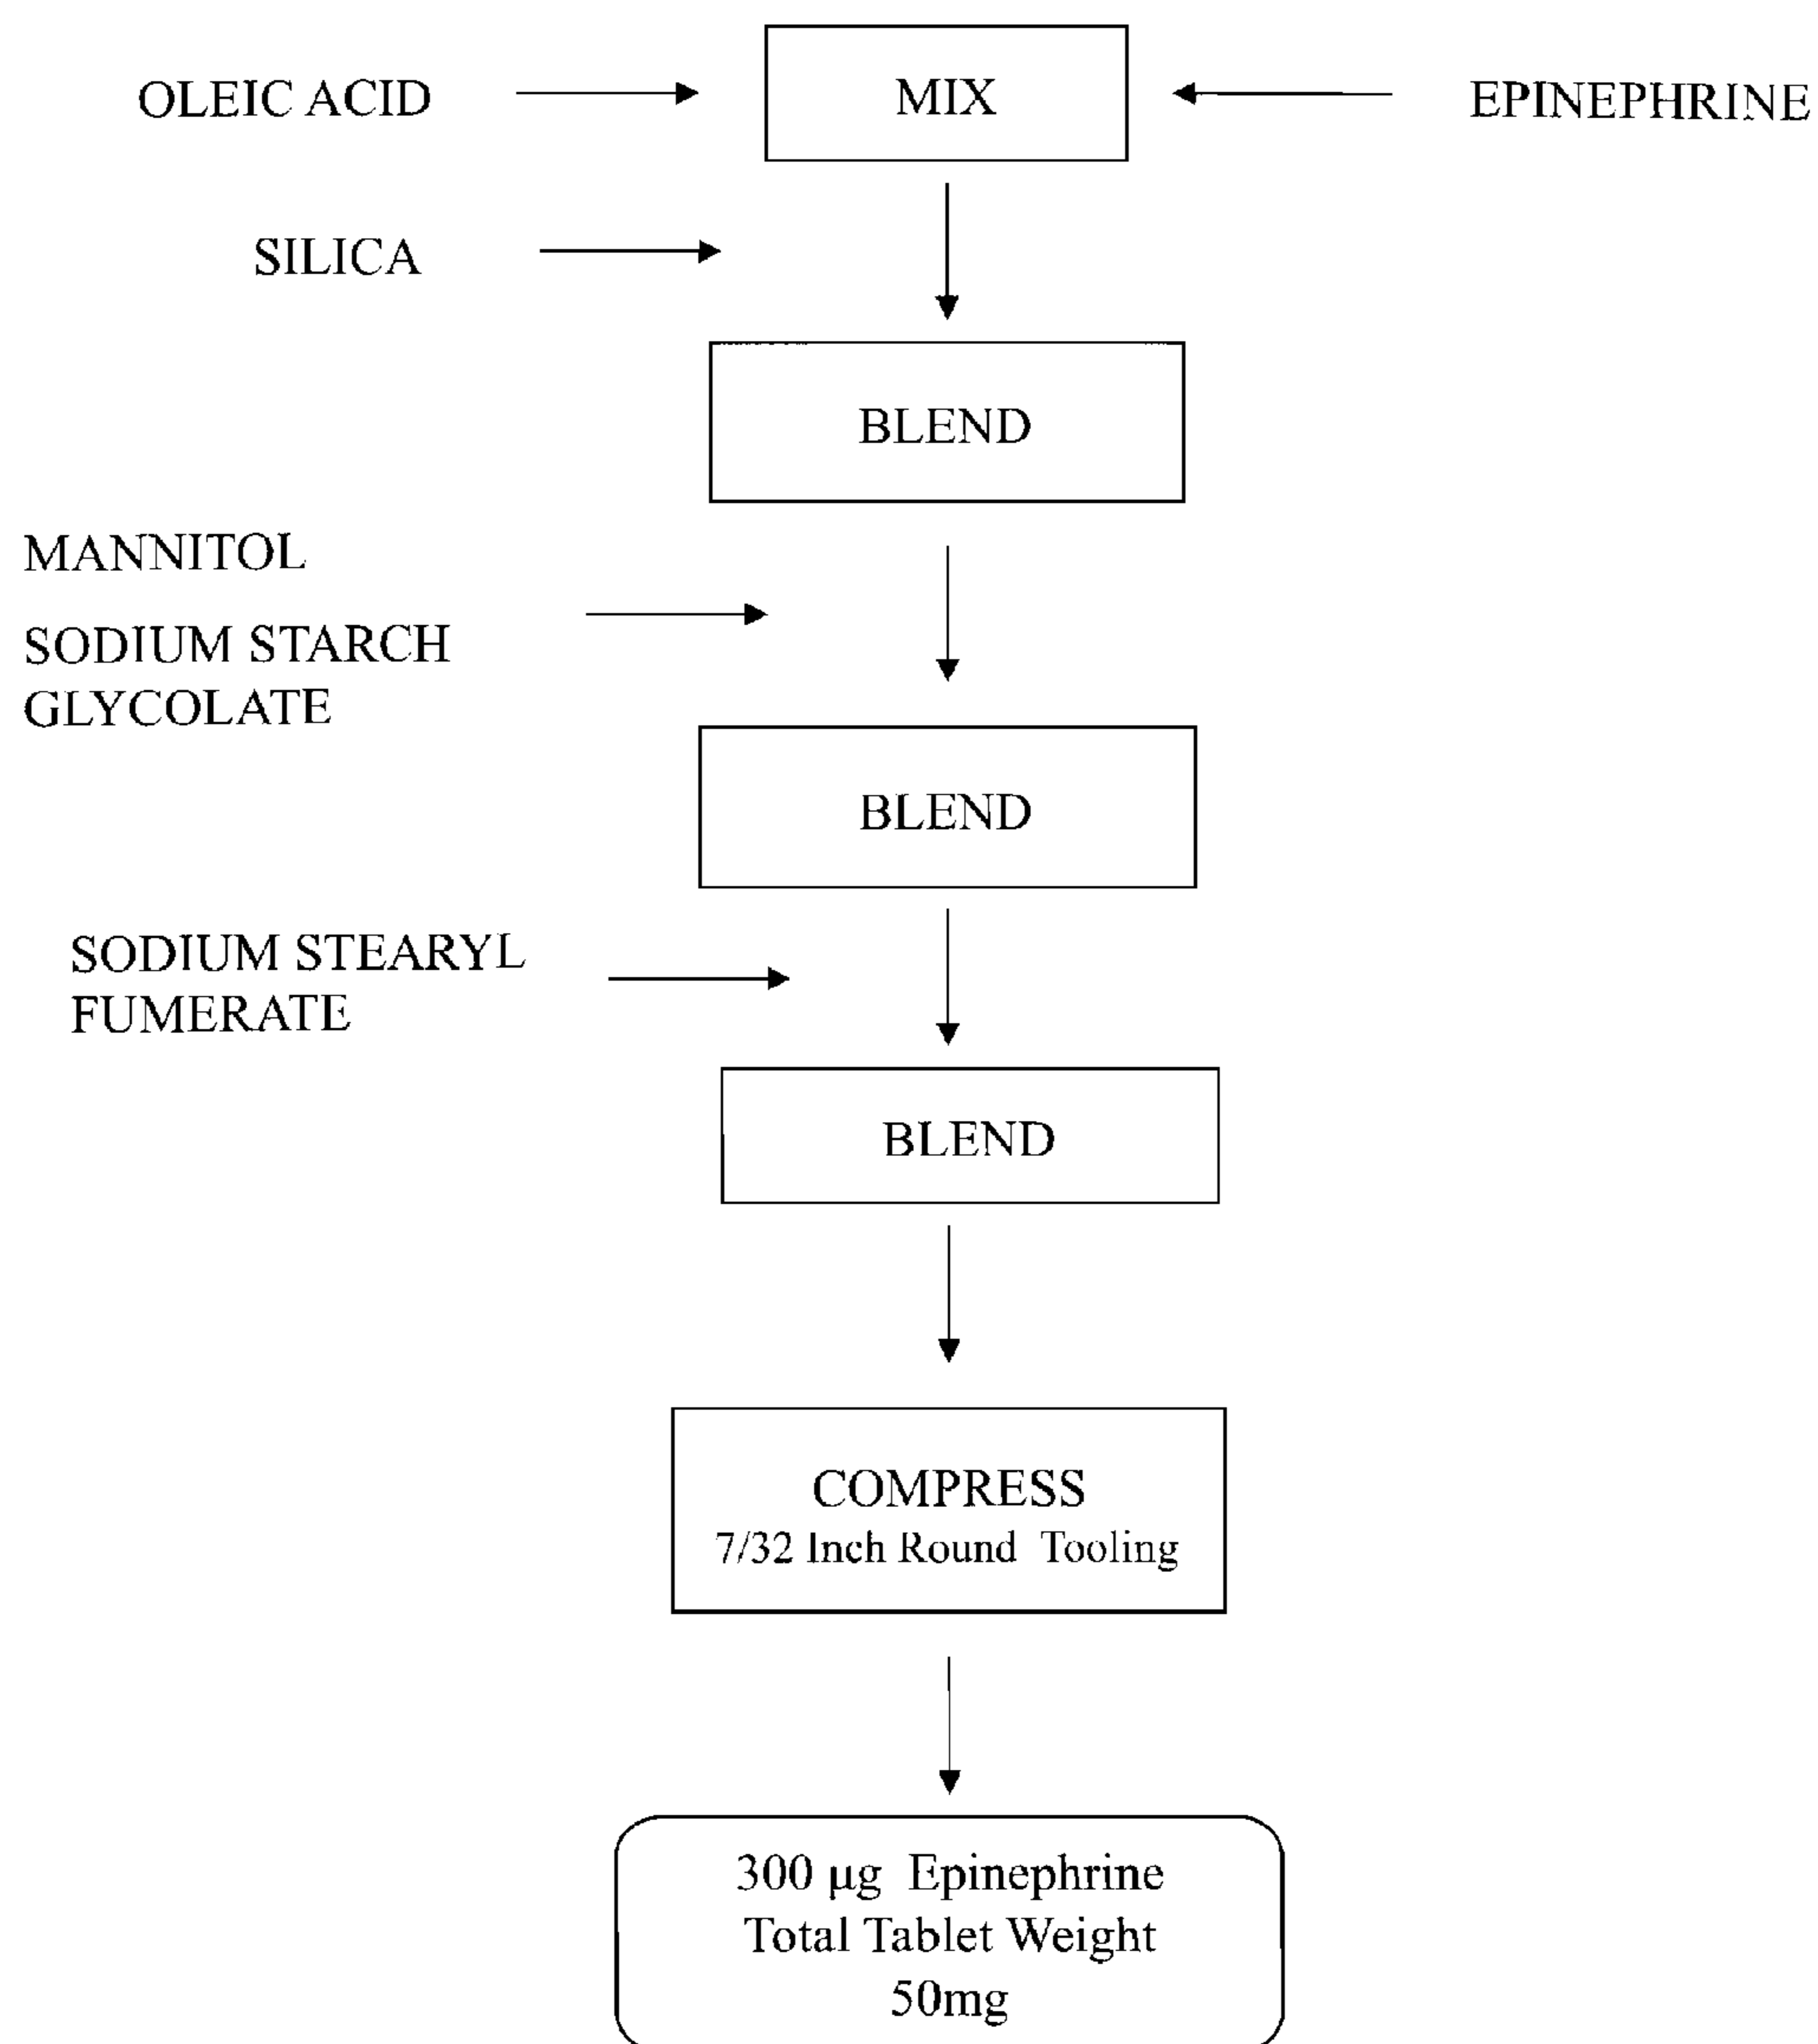 OLEIC ACID
MIX
EPINEPHRINE
SILICA
BLEND
MANNITOL
SODIUM STARCH
GLYCOLATE
BLEND
SODIUM STEARYL
FUMERATE
BLEND
COMPRESS
7/32 Inch Round Tooling
300 µg Epinephrine
Total Tablet Weight
50mg